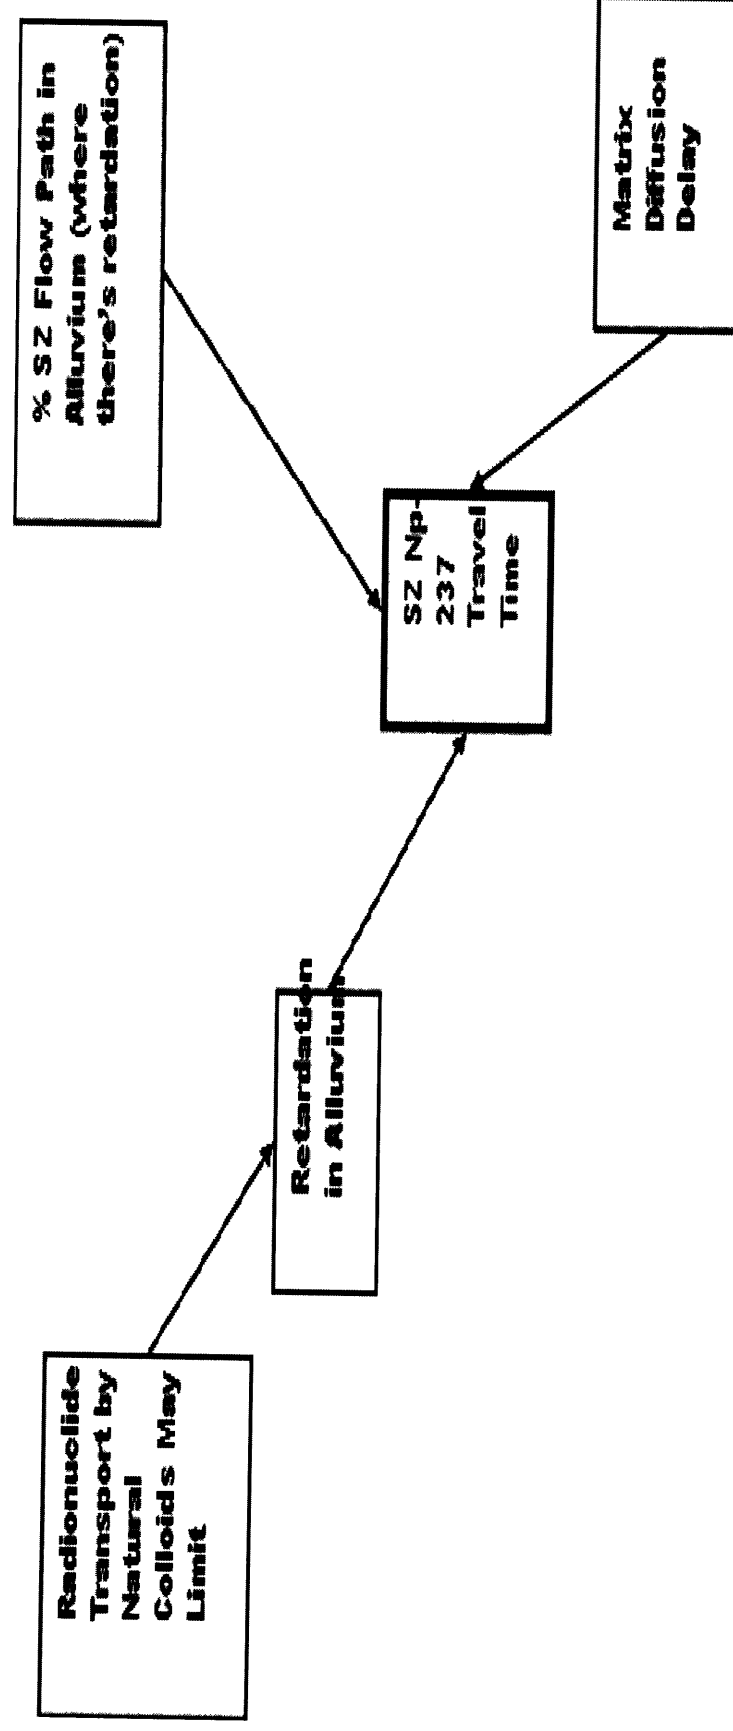 % SZ Flow Path in
Alluvium (where
there's retardation)
Matrix
Diffusion
Delay
SZ Np-
237
Travel
Time
Retardation
in Alluvium
Radionuclide
Transport by
Natural
Colloids May
Limit